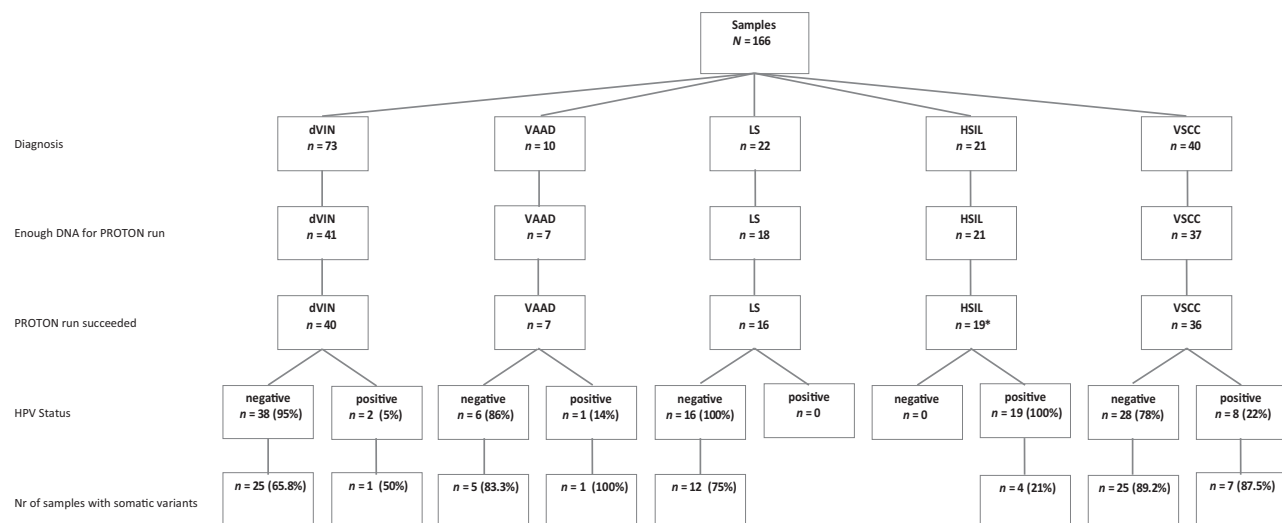 Samples
N = 166
Diagnosis
dVIN
n = 73
VAAD
n = 10
LS
n = 22
HSIL
n = 21
VSCC
n = 40
Enough DNA for PROTON run
dVIN
n = 41
VAAD
n = 7
LS
n = 18
HSIL
n = 21
VSCC
n = 37
PROTON run succeeded
dVIN
n = 40
VAAD
n = 7
LS
n = 16
HSIL
n = 19*
VSCC
n = 36
HPV Status
negative
n = 38 (95%)
positive
n = 2 (5%)
negative
n = 6 (86%)
positive
n = 1 (14%)
negative
n = 16 (100%)
positive
n = 0
negative
n = 0
positive
n = 19 (100%)
negative
n = 28 (78%)
positive
n = 8 (22%)
Nr of samples with somatic variants
n = 25 (65.8%)
n = 1 (50%)
n = 5 (83.3%)
n = 1 (100%)
n = 12 (75%)
n = 4 (21%)
n = 25 (89.2%)
n = 7 (87.5%)